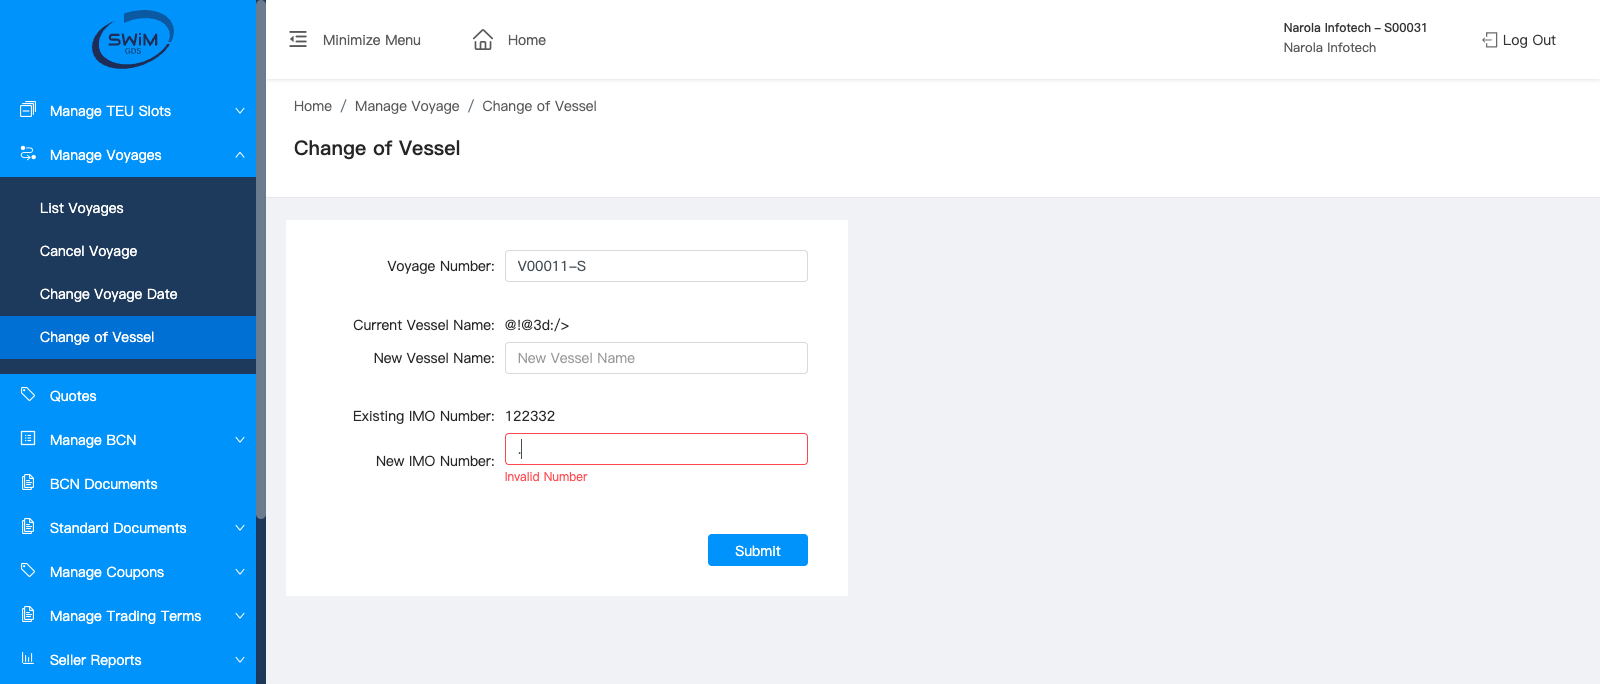 SWiM
GDS
Minimize Menu
Home
Narola Infotech – S00031
Narola Infotech
Log Out
Manage TEU Slots
Manage Voyages
List Voyages
Cancel Voyage
Change Voyage Date
Change of Vessel
Quotes
Manage BCN
BCN Documents
Standard Documents
Manage Coupons
Manage Trading Terms
Seller Reports
Home / Manage Voyage / Change of Vessel
Change of Vessel
Voyage Number: V00011-S
Current Vessel Name: @!@3d:/>
New Vessel Name: New Vessel Name
Existing IMO Number: 122332
New IMO Number: .
Invalid Number
Submit